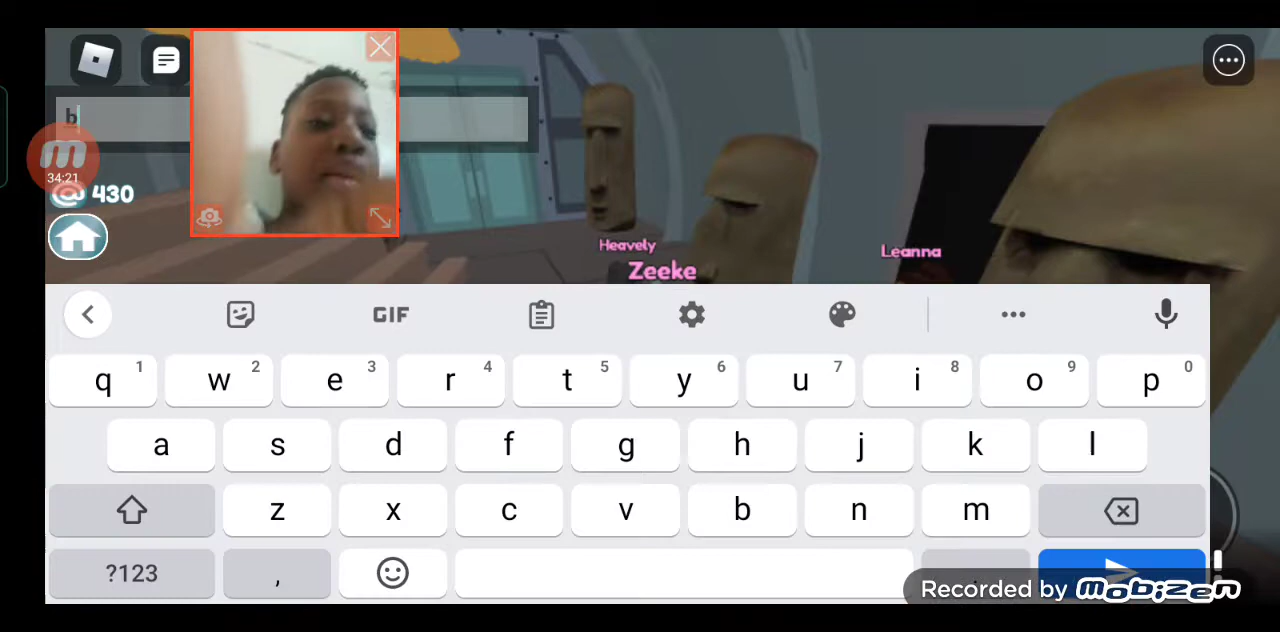 b
34:21
430
Heavely
Zeeke
Leanna
GIF
q 1 w 2 e 3 r 4 t 5 y 6 u 7 i 8 o 9 p 0
a s d f g h j k l
z x c v b n m
?123 ,
Recorded by mobizen